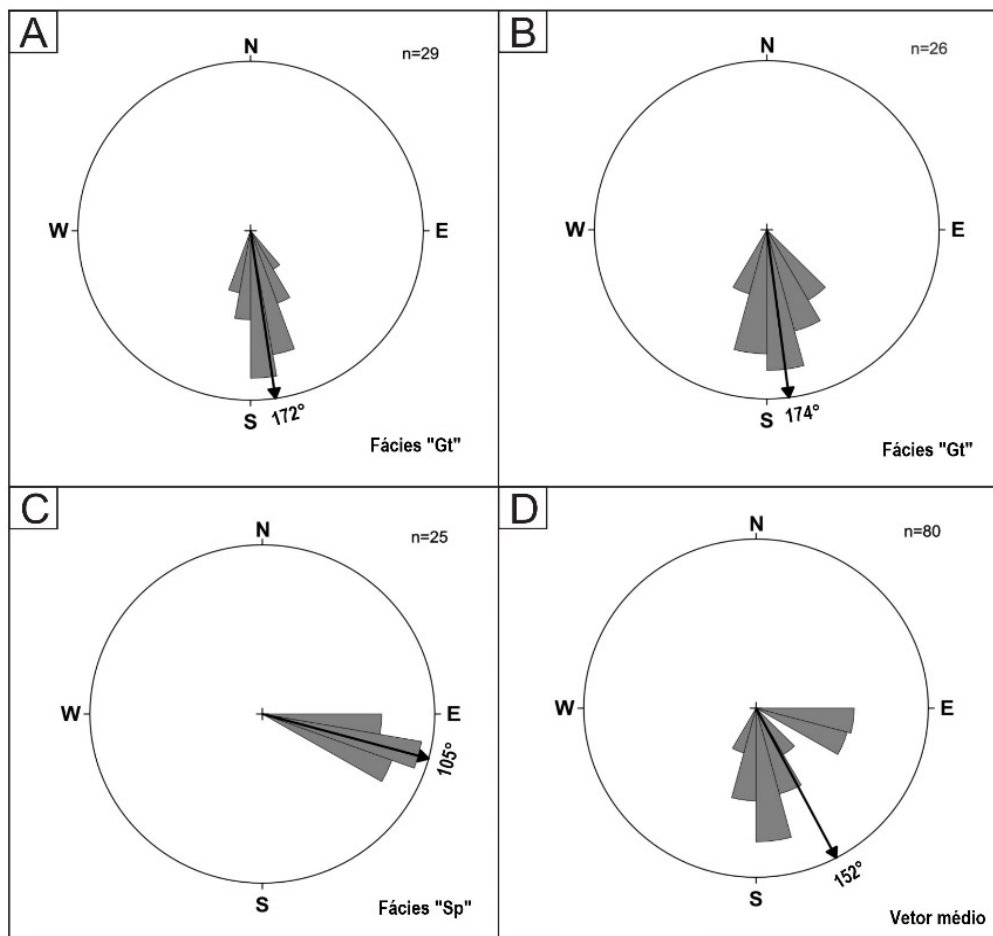 A
N
n=29
W
E
S
172°
Fácies "Gt"
B
N
n=26
W
E
S
174°
Fácies "Gt"
C
N
n=25
W
E
105°
S
Fácies "Sp"
D
N
n=80
W
E
152°
S
Vetor médio